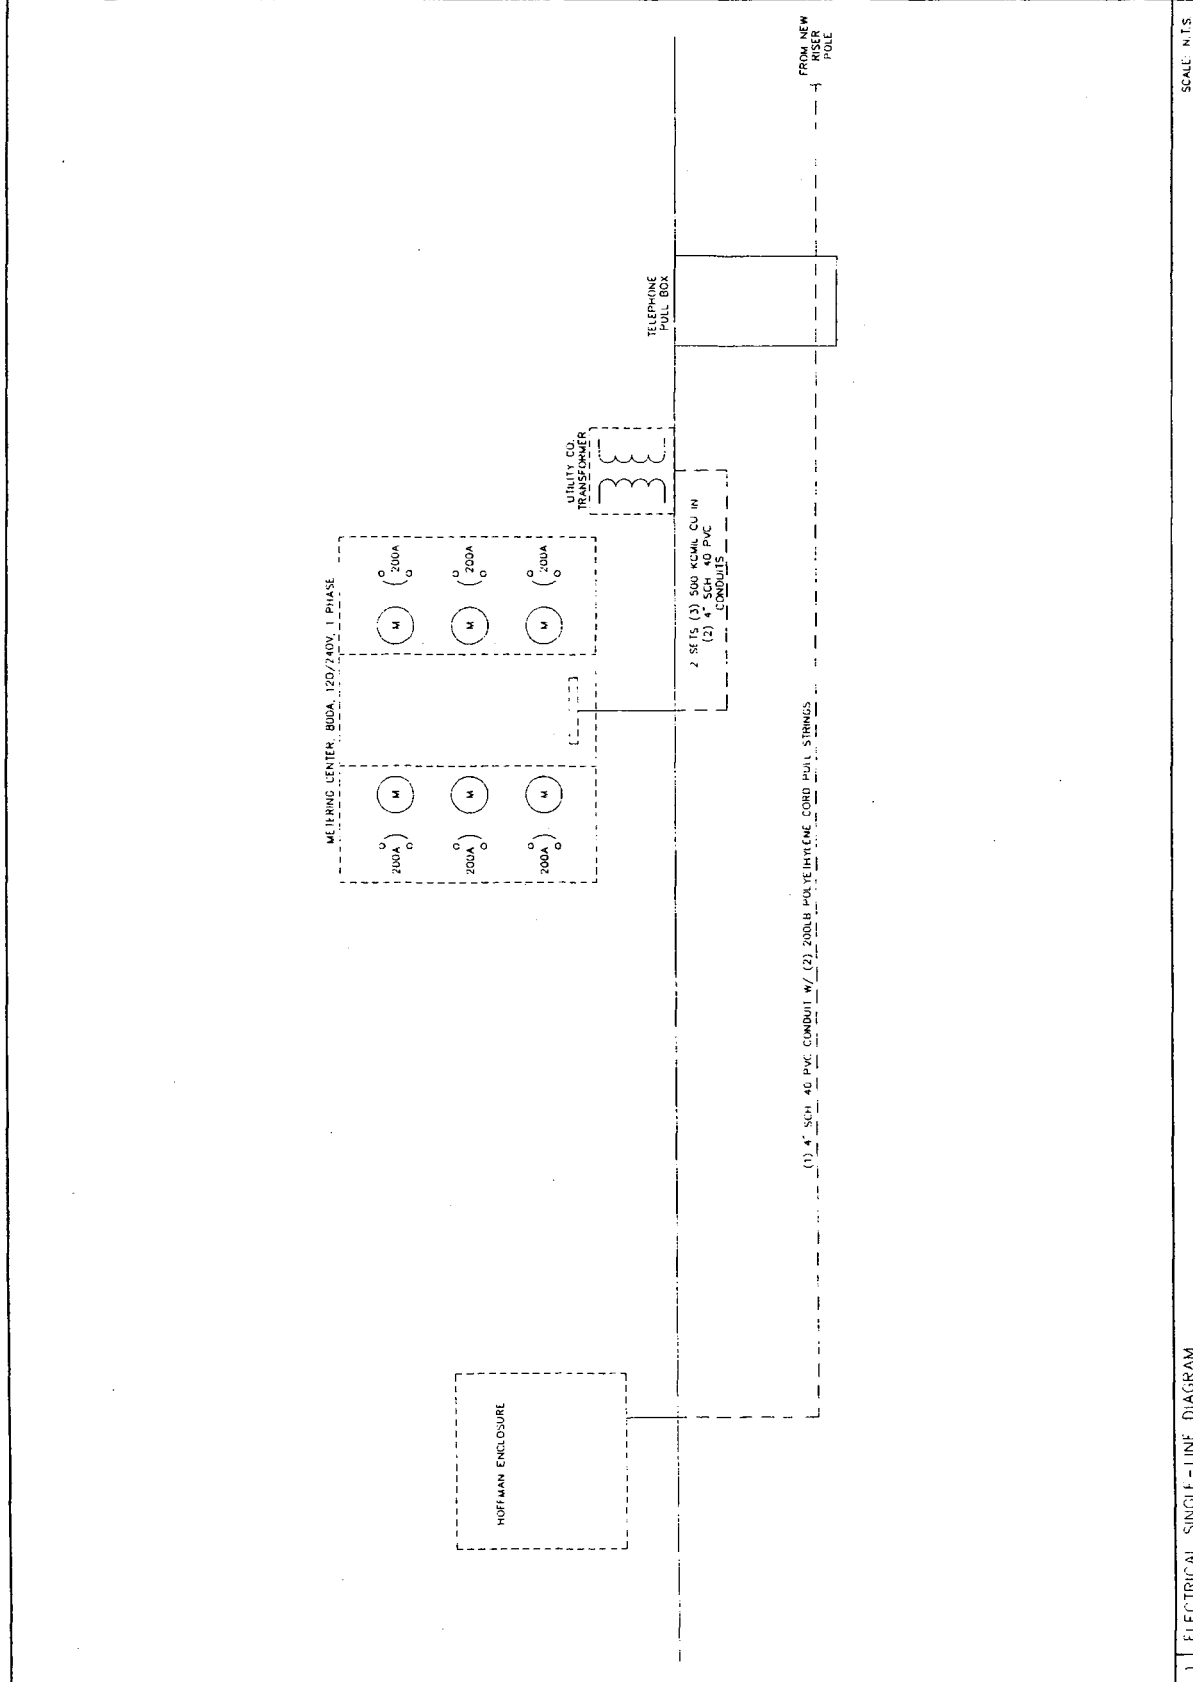 METERING CENTER, 800A, 120/240V, 1 PHASE
200A
M
M
200A
200A
M
M
200A
200A
M
M
200A
UTILITY CO.
TRANSFORMER
TELEPHONE
PULL BOX
HOFFMAN ENCLOSURE
2 SETS (3) 500 KCMIL CU IN
(2) 4" SCH 40 PVC
CONDUITS
(1) 4" SCH 40 PVC CONDUIT W/ (2) 200LB POLYETHYLENE CORD PULL STRINGS
FROM NEW
RISER
POLE
1 ELECTRICAL SINGLE-LINE DIAGRAM
SCALE: N.T.S.